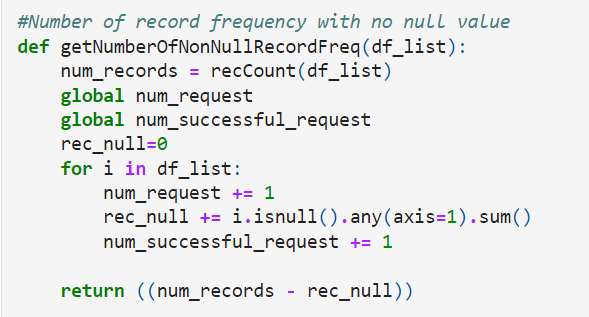 #Number of record frequency with no null value
def getNumberOfNonNullRecordFreq(df_list):
    num_records = recCount(df_list)
    global num_request
    global num_successful_request
    rec_null=0
    for i in df_list:
        num_request += 1
        rec_null += i.isnull().any(axis=1).sum()
        num_successful_request += 1

    return ((num_records - rec_null))